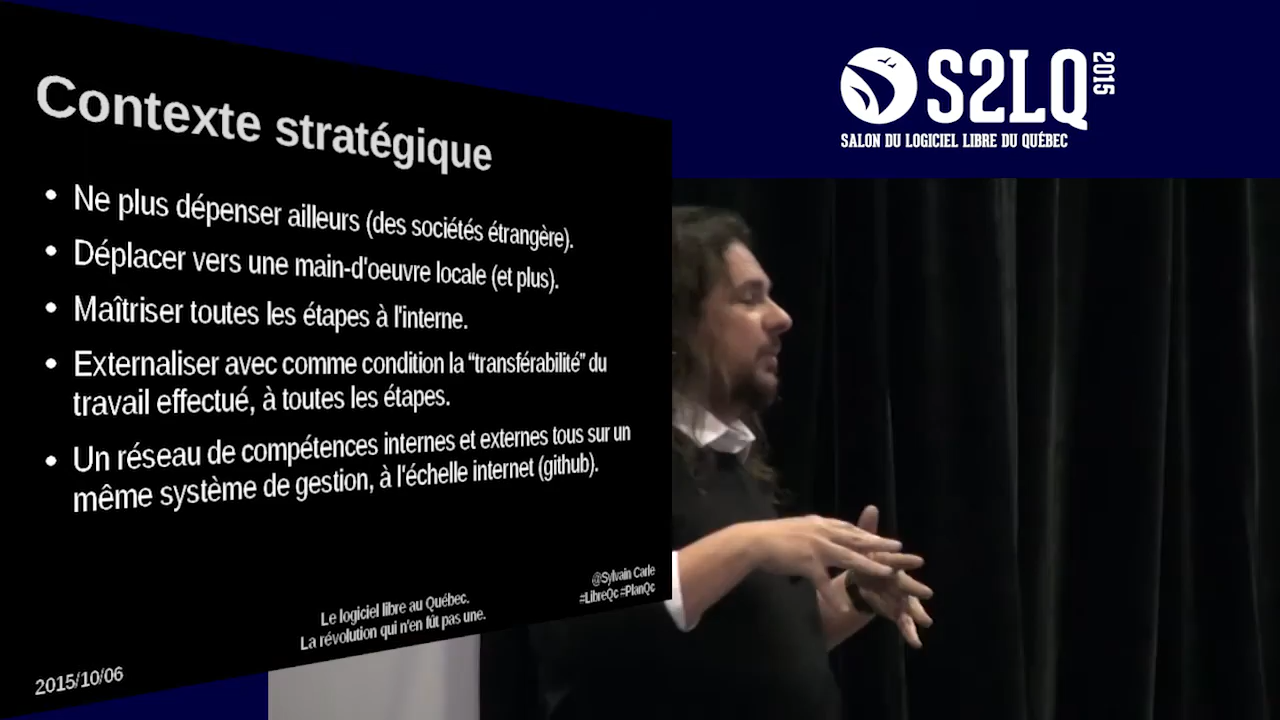 Contexte stratégique
• Ne plus dépenser ailleurs (des sociétés étrangère).
• Déplacer vers une main-d'oeuvre locale (et plus).
• Maîtriser toutes les étapes à l'interne.
• Externaliser avec comme condition la “transférabilité” du
travail effectué, à toutes les étapes.
• Un réseau de compétences internes et externes tous sur un
même système de gestion, à l'échelle internet (github).
@Sylvain Carle
#LibreQc #PlanQc
Le logiciel libre au Québec.
La révolution qui n'en fût pas une.
2015/10/06
S2LQ 2015
SALON DU LOGICIEL LIBRE DU QUÉBEC